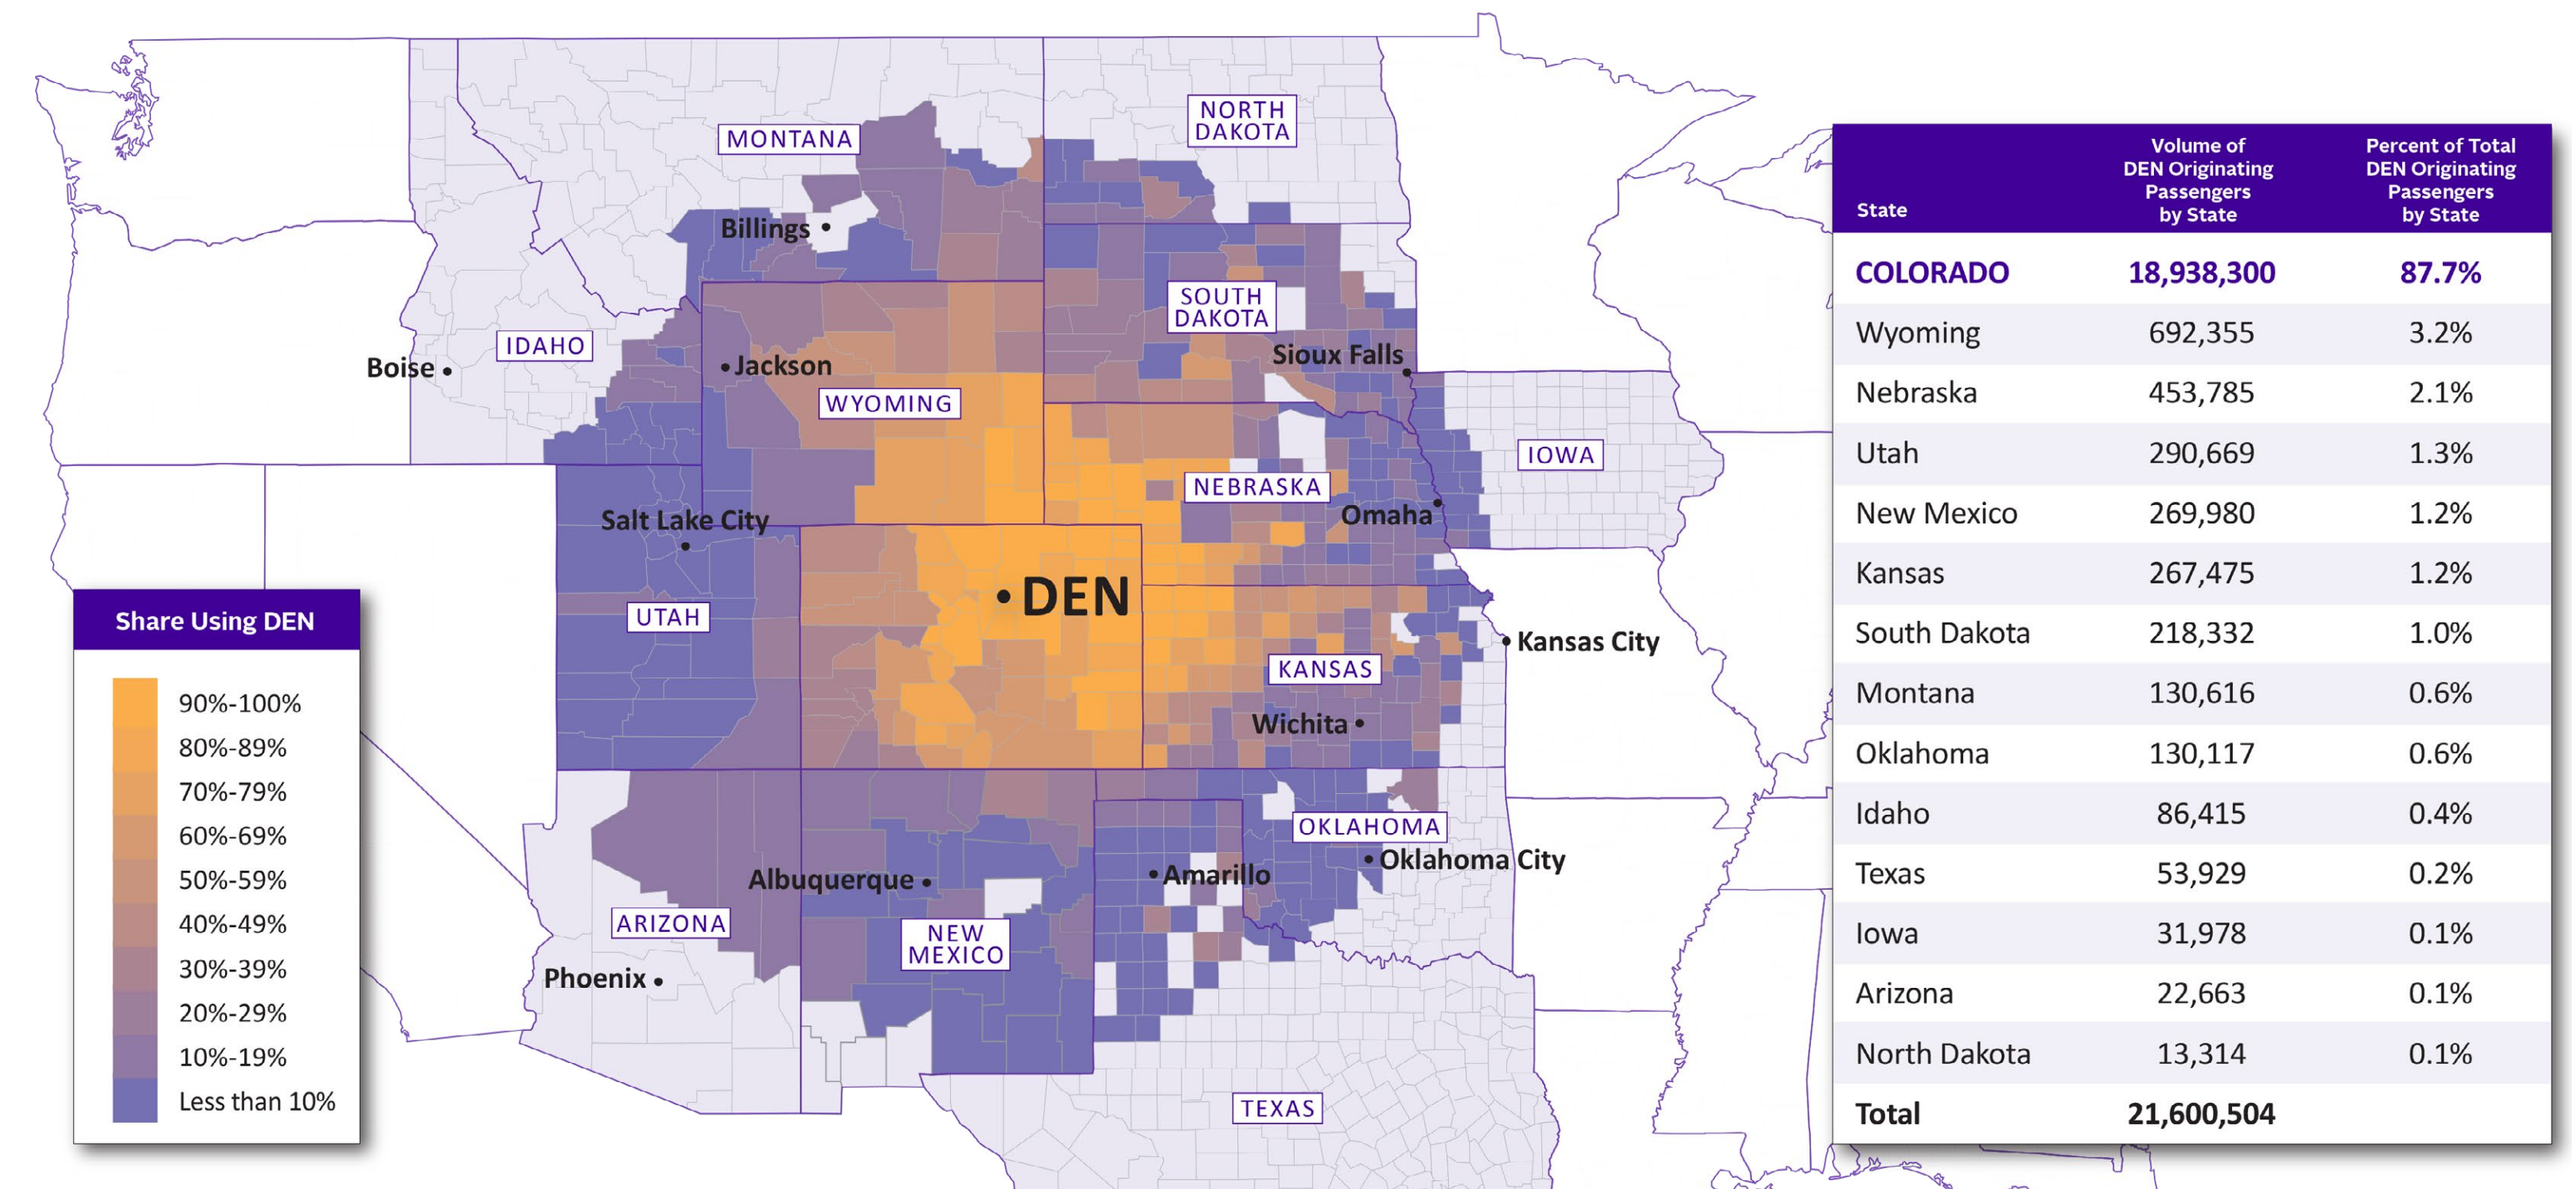 MONTANA
NORTH
DAKOTA
Billings
SOUTH
DAKOTA
IDAHO
Boise
Jackson
Sioux Falls
WYOMING
IOWA
NEBRASKA
Omaha
Salt Lake City
DEN
UTAH
Kansas City
KANSAS
Wichita
OKLAHOMA
Oklahoma City
Amarillo
Albuquerque
ARIZONA
NEW
MEXICO
Phoenix
TEXAS
Share Using DEN
90%-100%
80%-89%
70%-79%
60%-69%
50%-59%
40%-49%
30%-39%
20%-29%
10%-19%
Less than 10%
State
Volume of
DEN Originating
Passengers
by State
Percent of Total
DEN Originating
Passengers
by State
COLORADO 18,938,300 87.7%
Wyoming 692,355 3.2%
Nebraska 453,785 2.1%
Utah 290,669 1.3%
New Mexico 269,980 1.2%
Kansas 267,475 1.2%
South Dakota 218,332 1.0%
Montana 130,616 0.6%
Oklahoma 130,117 0.6%
Idaho 86,415 0.4%
Texas 53,929 0.2%
Iowa 31,978 0.1%
Arizona 22,663 0.1%
North Dakota 13,314 0.1%
Total 21,600,504